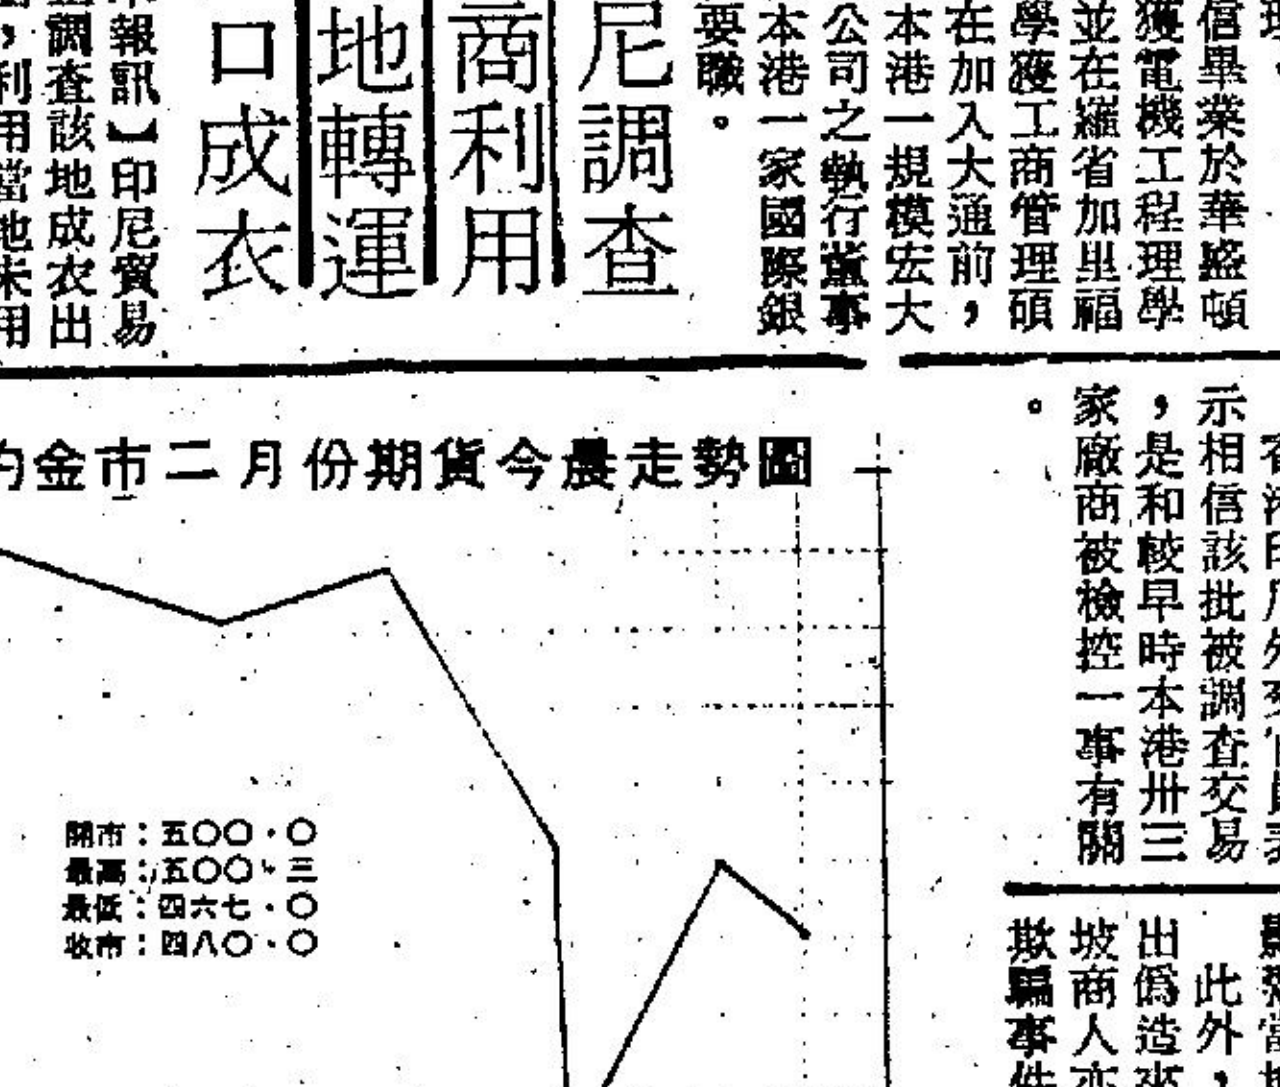 信畢業於華盛頓
獲電機工程理學
並在羅省加里福
學獲工商管理碩
在加入大通前，
本港一規模宏大
公司之執行董事
本港一家國際銀
要職。
尼調查
商利用
地轉運
口成衣
報訊】印尼貿易
調查該地成衣出
，利用當地未用
示相信該批被調查交易
，是和較早時本港卅三
家廠商被檢控一事有關
。
金市二月份期貨今晨走勢圖
開市：五〇〇·〇
最高：五〇〇·三
最低：四六七·〇
收市：四八〇·〇
此外，
出偽造來
坡商人亦
欺騙事件